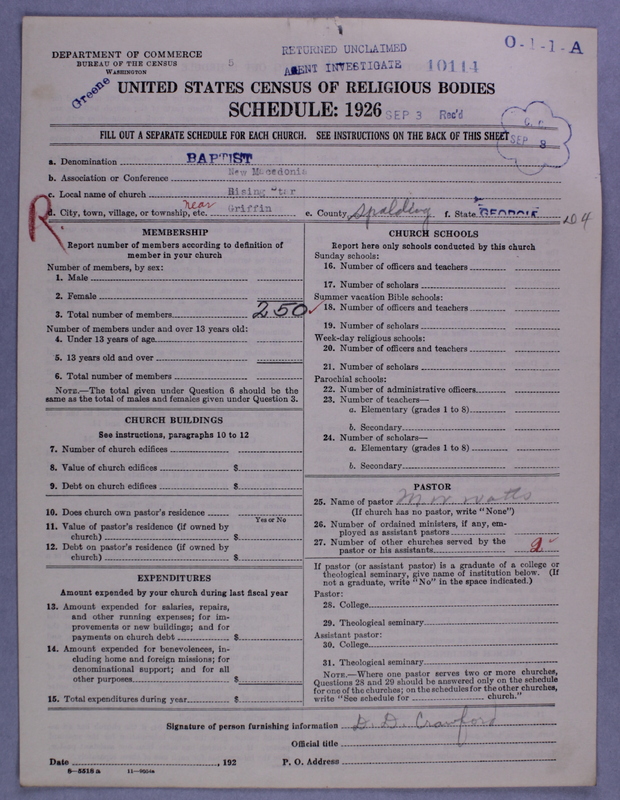 DEPARTMENT OF COMMERCE
BUREAU OF THE CENSUS
WASHINGTON
5
RETURNED UNCLAIMED
AGENT INVESTIGATE
10114
O-1-1-A
Greene
UNITED STATES CENSUS OF RELIGIOUS BODIES
SCHEDULE: 1926
SEP 3 Rec'd
SEP 8
FILL OUT A SEPARATE SCHEDULE FOR EACH CHURCH. SEE INSTRUCTIONS ON THE BACK OF THIS SHEET
a. Denomination BAPTIST
b. Association or Conference New Macedonia
c. Local name of church Rising Star
R
d. City, town, village, or township, etc. near Griffin e. County Spalding f. State GEORGIA 204
MEMBERSHIP
Report number of members according to definition of
member in your church
Number of members, by sex:
1. Male
2. Female
3. Total number of members 250
Number of members under and over 13 years old:
4. Under 13 years of age
5. 13 years old and over
6. Total number of members
NOTE.—The total given under Question 6 should be the
same as the total of males and females given under Question 3.
CHURCH BUILDINGS
See instructions, paragraphs 10 to 12
7. Number of church edifices
8. Value of church edifices $
9. Debt on church edifices $
10. Does church own pastor's residence
Yes or No
11. Value of pastor's residence (if owned by
church) $
12. Debt on pastor's residence (if owned by
church) $
EXPENDITURES
Amount expended by your church during last fiscal year
13. Amount expended for salaries, repairs,
and other running expenses; for im-
provements or new buildings; and for
payments on church debt $
14. Amount expended for benevolences, in-
cluding home and foreign missions; for
denominational support; and for all
other purposes $
15. Total expenditures during year $
CHURCH SCHOOLS
Report here only schools conducted by this church
Sunday schools:
16. Number of officers and teachers
17. Number of scholars
Summer vacation Bible schools:
18. Number of officers and teachers
19. Number of scholars
Week-day religious schools:
20. Number of officers and teachers
21. Number of scholars
Parochial schools:
22. Number of administrative officers
23. Number of teachers—
a. Elementary (grades 1 to 8)
b. Secondary
24. Number of scholars—
a. Elementary (grades 1 to 8)
b. Secondary
PASTOR
25. Name of pastor M. W. Watts
(If church has no pastor, write "None")
26. Number of ordained ministers, if any, em-
ployed as assistant pastors
27. Number of other churches served by the
pastor or his assistants 2
If pastor (or assistant pastor) is a graduate of a college or
theological seminary, give name of institution below. (If
not a graduate, write "No" in the space indicated.)
Pastor:
28. College
29. Theological seminary
Assistant pastor:
30. College
31. Theological seminary
NOTE.—Where one pastor serves two or more churches,
Questions 28 and 29 should be answered only on the schedule
for one of the churches; on the schedules for the other churches,
write "See schedule for church."
Signature of person furnishing information D. D. Crawford
Official title
Date , 192 P. O. Address
8-5518 a